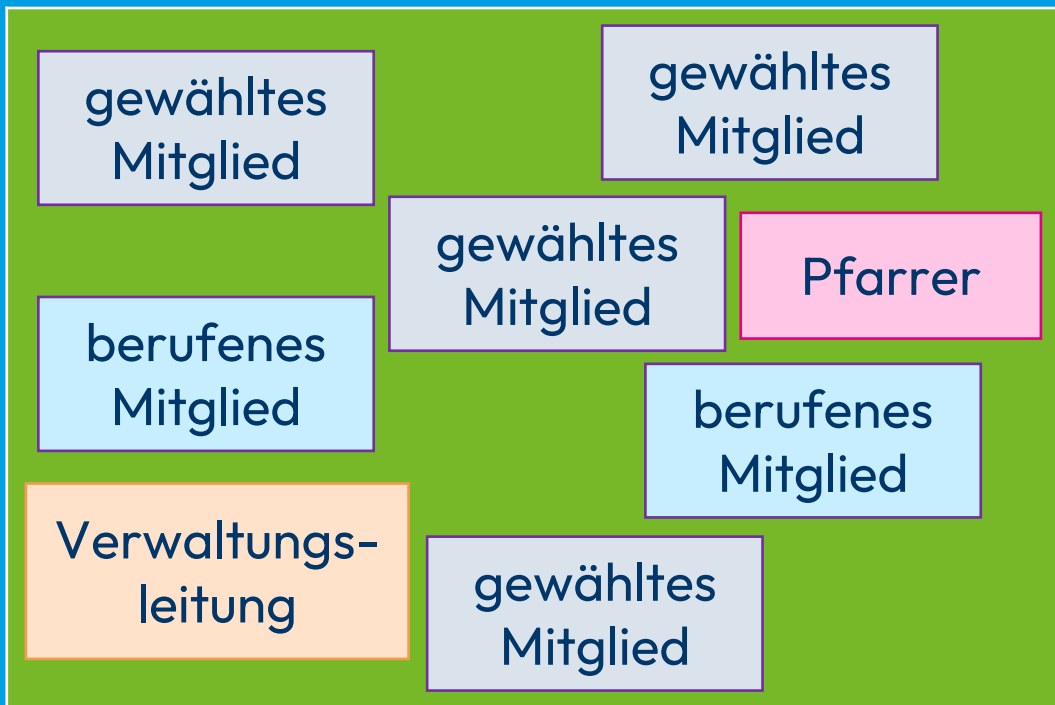 gewähltes
Mitglied
gewähltes
Mitglied
gewähltes
Mitglied
Pfarrer
berufenes
Mitglied
berufenes
Mitglied
Verwaltungs-
leitung
gewähltes
Mitglied